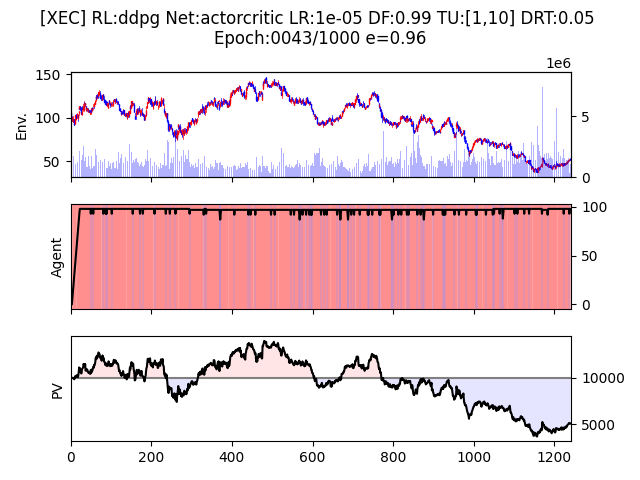 [XEC] RL:ddpg Net:actorcritic LR:1e-05 DF:0.99 TU:[1,10] DRT:0.05
Epoch:0043/1000 e=0.96
1e6
150
100
50
Env.
5
0
Agent
100
50
0
PV
10000
5000
0 200 400 600 800 1000 1200